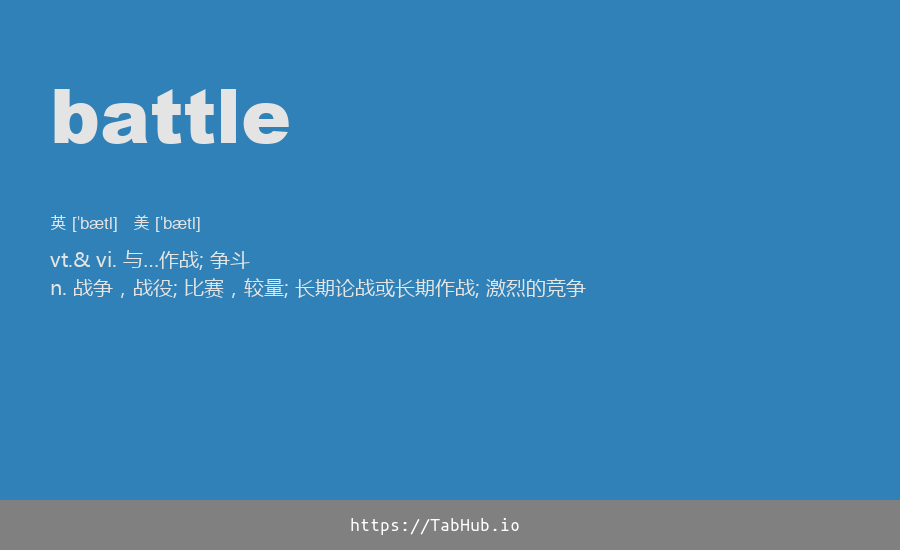 battle
英 ['bætl] 美 ['bætl]
vt.& vi. 与…作战; 争斗
n. 战争，战役; 比赛，较量; 长期论战或长期作战; 激烈的竞争
https://TabHub.io